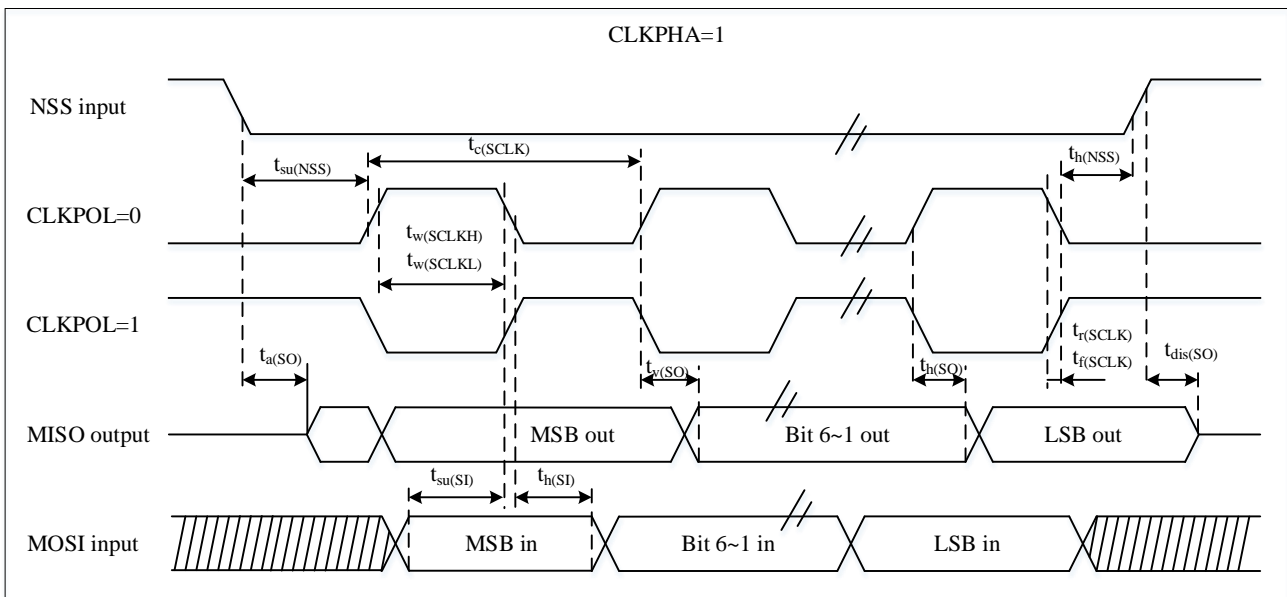 CLKPHA=1
NSS input
tc(SCLK)
tsu(NSS)
th(NSS)
CLKPOL=0
tw(SCLKH)
tw(SCLKL)
CLKPOL=1
ta(SO)
tv(SO)
th(SO)
tr(SCLK)
tf(SCLK)
tdis(SO)
MISO output
MSB out
Bit 6~1 out
LSB out
tsu(SI)
th(SI)
MOSI input
MSB in
Bit 6~1 in
LSB in